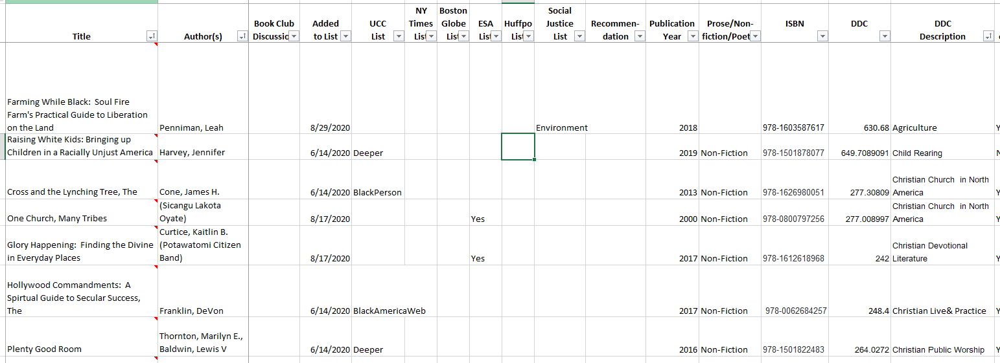 Title Author(s) Book Club Discussio Added to List UCC List NY Times List Boston Globe List ESA List Huffpo List Social Justice List Recommen- dation Publication Year Prose/Non- fiction/Poet ISBN DDC DDC Description
Farming While Black:  Soul Fire
Farm's Practical Guide to Liberation
on the Land Penniman, Leah 8/29/2020 Environment 2018 978-1603587617 630.68 Agriculture Y
Raising White Kids: Bringing up
Children in a Racially Unjust America Harvey, Jennifer 6/14/2020 Deeper 2019 Non-Fiction 978-1501878077 649.7089091 Child Rearing N
Christian Church  in North
Cross and the Lynching Tree, The Cone, James H. 6/14/2020 BlackPerson 2013 Non-Fiction 978-1626980051 277.30809 America Y
(Sicangu Lakota Christian Church  in North
One Church, Many Tribes Oyate) 8/17/2020 Yes 2000 Non-Fiction 978-0800797256 277.008997 America Y
Curtice, Kaitlin B.
Glory Happening:  Finding the Divine (Potawatomi Citizen Christian Devotional
in Everyday Places Band) 8/17/2020 Yes 2017 Non-Fiction 978-1612618968 242 Literature Y
Hollywood Commandments:  A
Spirtual Guide to Secular Success,
The Franklin, DeVon 6/14/2020 BlackAmericaWeb 2017 Non-Fiction 978-0062684257 248.4 Christian Live& Practice Y
Thornton, Marilyn E.,
Plenty Good Room Baldwin, Lewis V 6/14/2020 Deeper 2016 Non-Fiction 978-1501822483 264.0272 Christian Public Worship Y